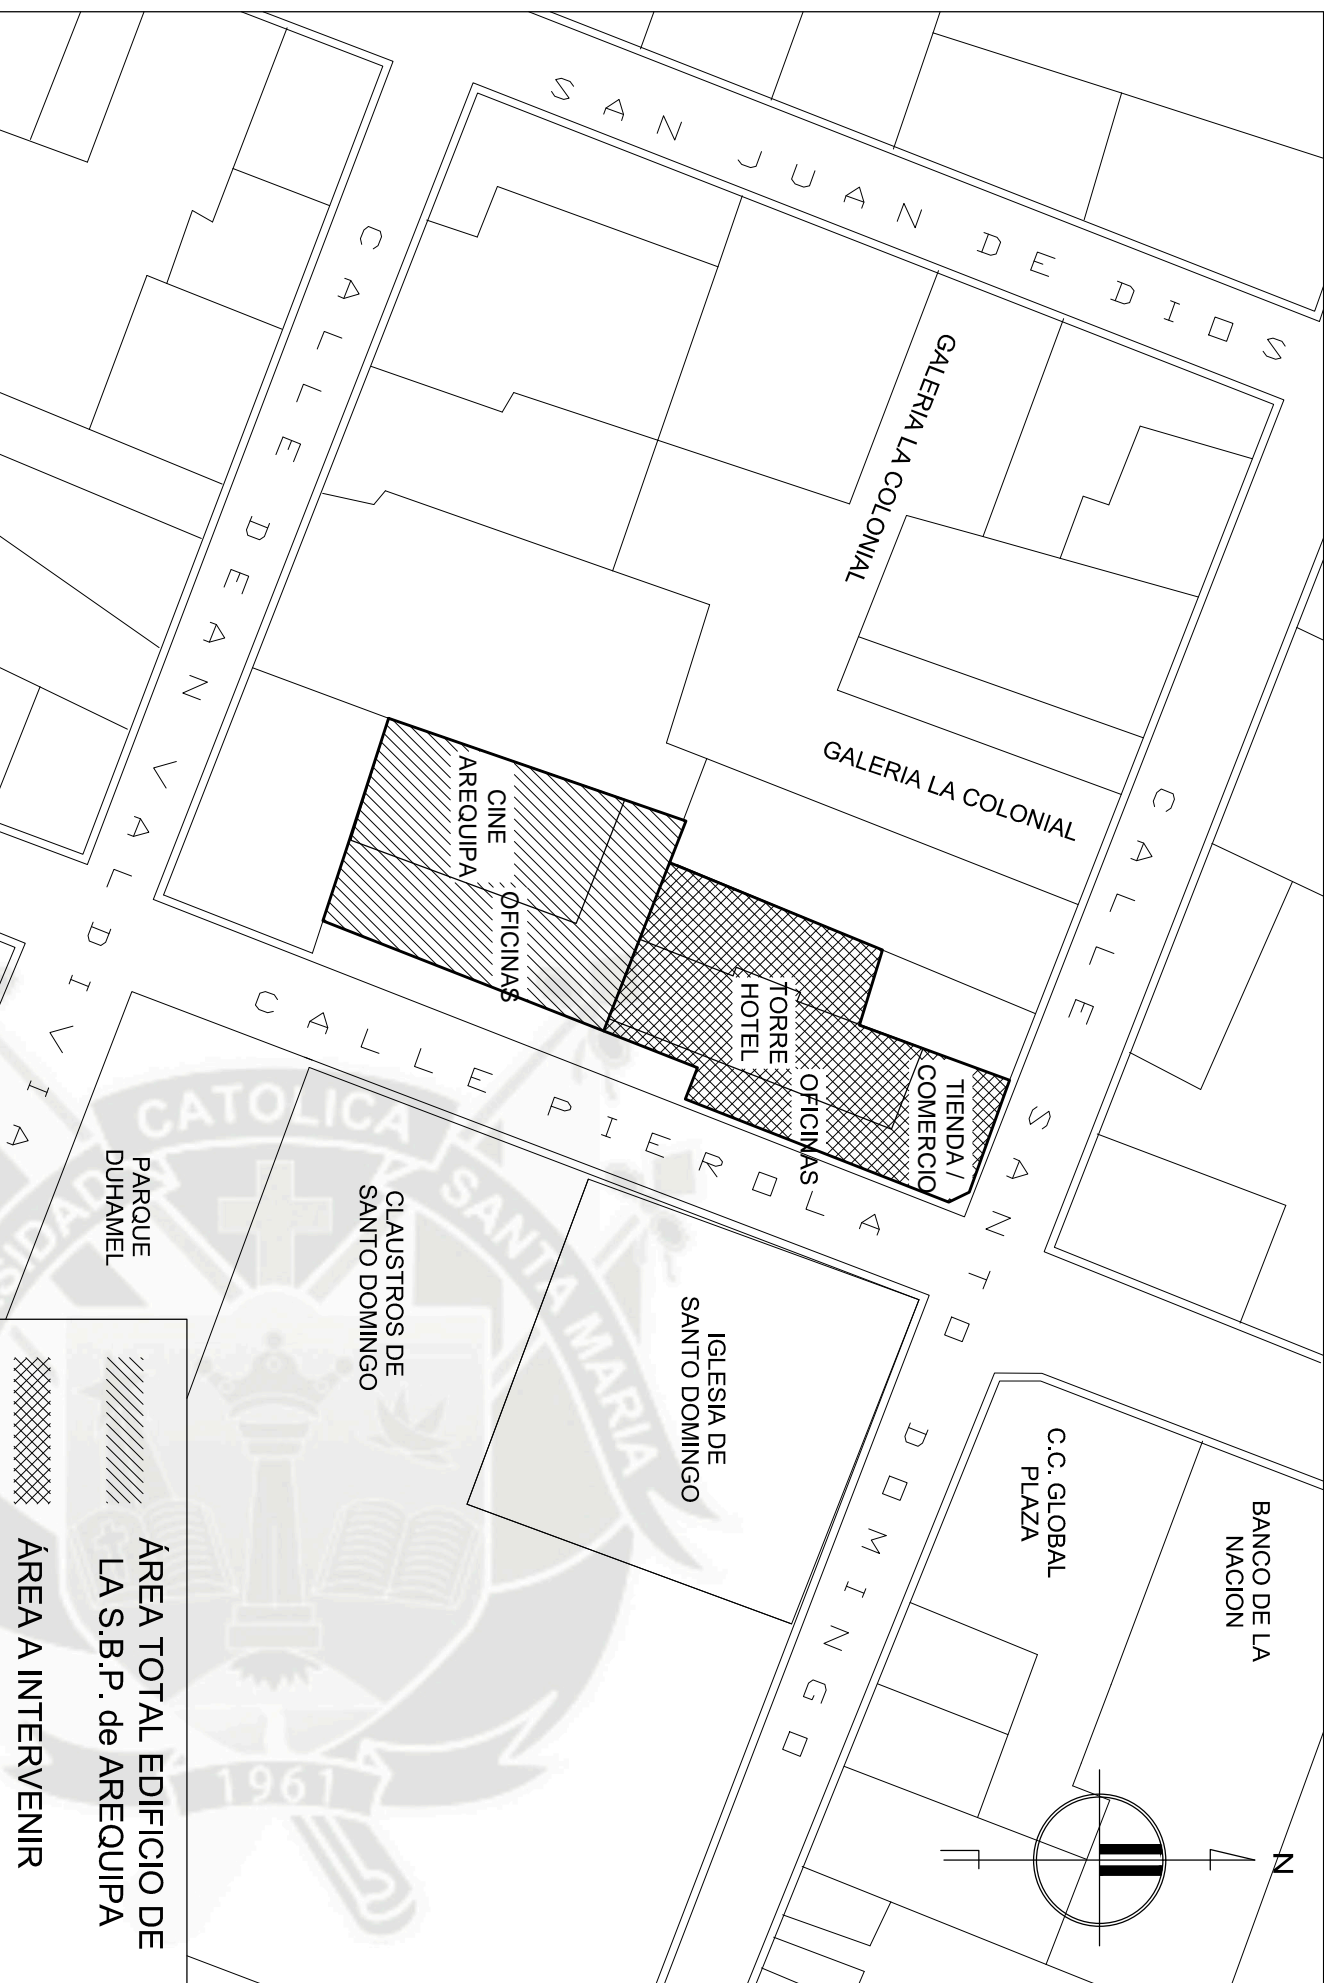 SAN JUAN DE DIOS
CALLE DEAN VALDIVIA
CALLE SANTO DOMINGO
CALLE PIEROLA
GALERIA LA COLONIAL
GALERIA LA COLONIAL
CINE
AREQUIPA
OFICINAS
TORRE
HOTEL
OFICINAS
TIENDA /
COMERCIO
BANCO DE LA
NACION
C.C. GLOBAL
PLAZA
IGLESIA DE
SANTO DOMINGO
CLAUSTROS DE
SANTO DOMINGO
PARQUE
DUHAMEL
N
ÁREA TOTAL EDIFICIO DE
LA S.B.P. de AREQUIPA
ÁREA A INTERVENIR
CATOLICA
SANTA MARIA
1961